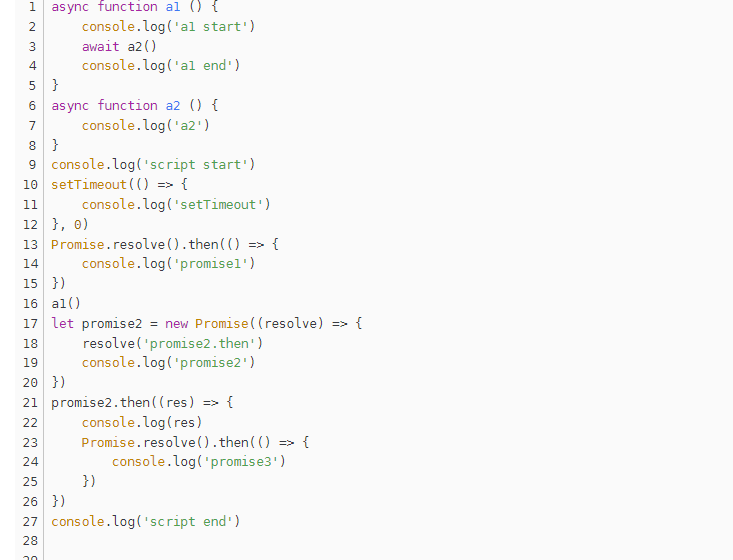 1 async function a1 () {
2 console.log('a1 start')
3 await a2()
4 console.log('a1 end')
5 }
6 async function a2 () {
7 console.log('a2')
8 }
9 console.log('script start')
10 setTimeout(() => {
11 console.log('setTimeout')
12 }, 0)
13 Promise.resolve().then(() => {
14 console.log('promise1')
15 })
16 a1()
17 let promise2 = new Promise((resolve) => {
18 resolve('promise2.then')
19 console.log('promise2')
20 })
21 promise2.then((res) => {
22 console.log(res)
23 Promise.resolve().then(() => {
24 console.log('promise3')
25 })
26 })
27 console.log('script end')
28